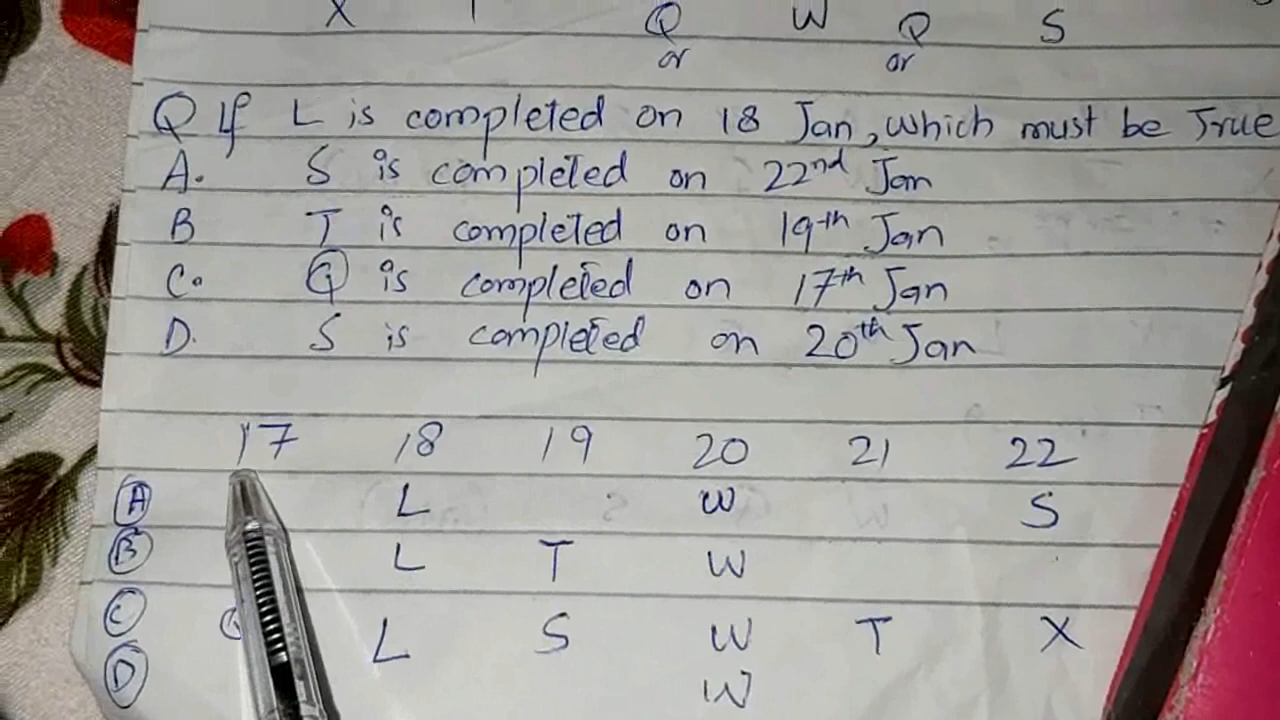 X T Q W Q S
or or
Q If L is completed on 18 Jan, which must be True
A. S is completed on 22nd Jan
B T is completed on 19th Jan
C. Q is completed on 17th Jan
D. S is completed on 20th Jan
17 18 19 20 21 22
A L W S
B L T W
C L S W T X
D W